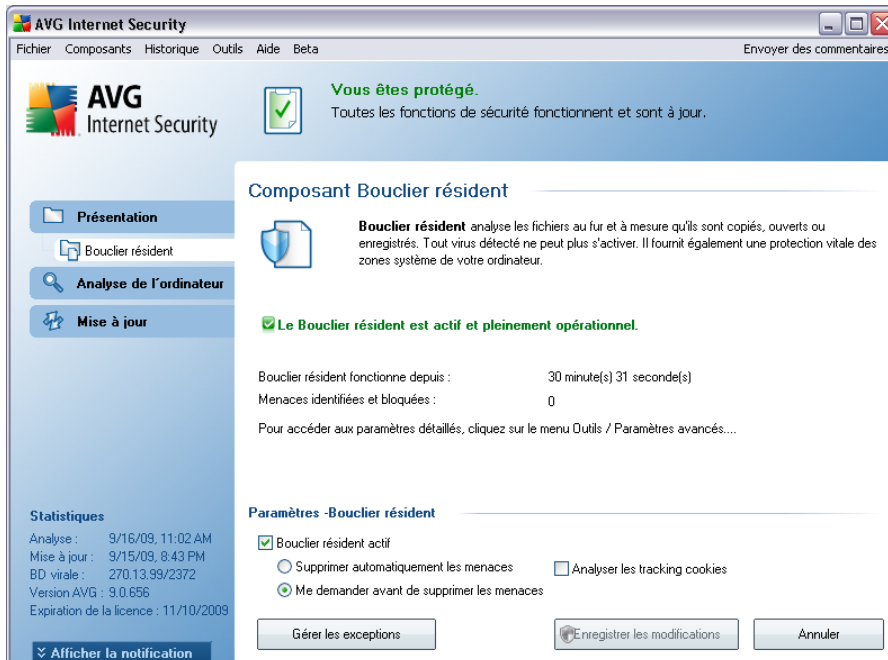 AVG Internet Security
Fichier Composants Historique Outils Aide Beta Envoyer des commentaires
AVG
Internet Security
Vous êtes protégé.
Toutes les fonctions de sécurité fonctionnent et sont à jour.
Présentation
Bouclier résident
Analyse de l'ordinateur
Mise à jour
Composant Bouclier résident
Bouclier résident analyse les fichiers au fur et à mesure qu'ils sont copiés, ouverts ou
enregistrés. Tout virus détecté ne peut plus s'activer. Il fournit également une protection vitale des
zones système de votre ordinateur.
Le Bouclier résident est actif et pleinement opérationnel.
Bouclier résident fonctionne depuis : 30 minute(s) 31 seconde(s)
Menaces identifiées et bloquées : 0
Pour accéder aux paramètres détaillés, cliquez sur le menu Outils / Paramètres avancés....
Statistiques
Analyse : 9/16/09, 11:02 AM
Mise à jour : 9/15/09, 8:43 PM
BD virale : 270.13.99/2372
Version AVG : 9.0.656
Expiration de la licence : 11/10/2009
Afficher la notification
Paramètres -Bouclier résident
Bouclier résident actif
Supprimer automatiquement les menaces
Analyser les tracking cookies
Me demander avant de supprimer les menaces
Gérer les exceptions
Enregistrer les modifications
Annuler